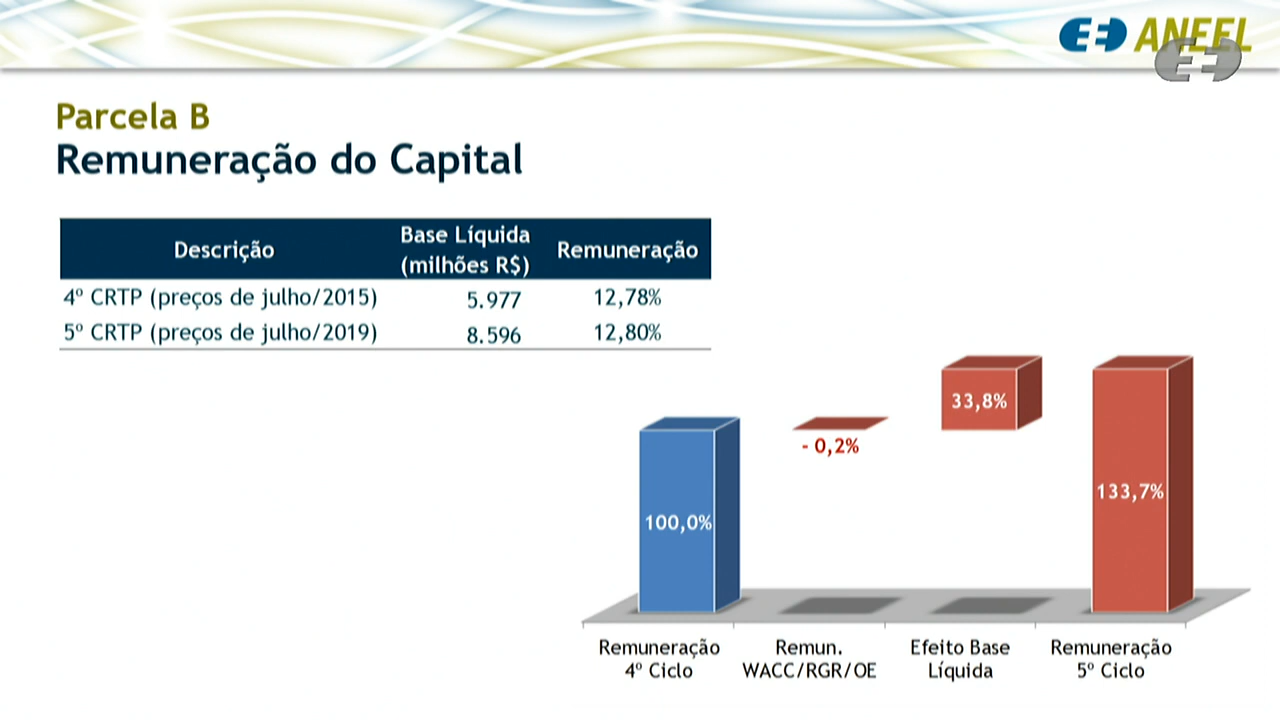 ANEEL
Parcela B
Remuneração do Capital
Descrição
Base Líquida
(milhões R$)
Remuneração
4º CRTP (preços de julho/2015) 5.977 12,78%
5º CRTP (preços de julho/2019) 8.596 12,80%
33,8%
- 0,2%
133,7%
100,0%
Remuneração
4º Ciclo
Remun.
WACC/RGR/OE
Efeito Base
Líquida
Remuneração
5º Ciclo